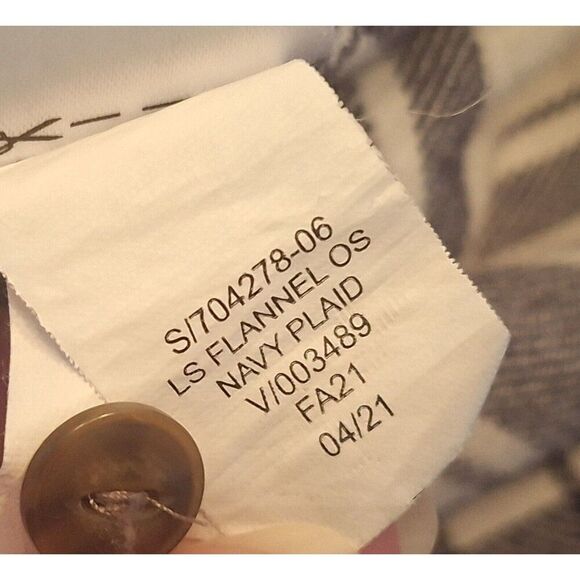 S/704278-06
LS FLANNEL OS
NAVY PLAID
V/003489
FA21
04/21